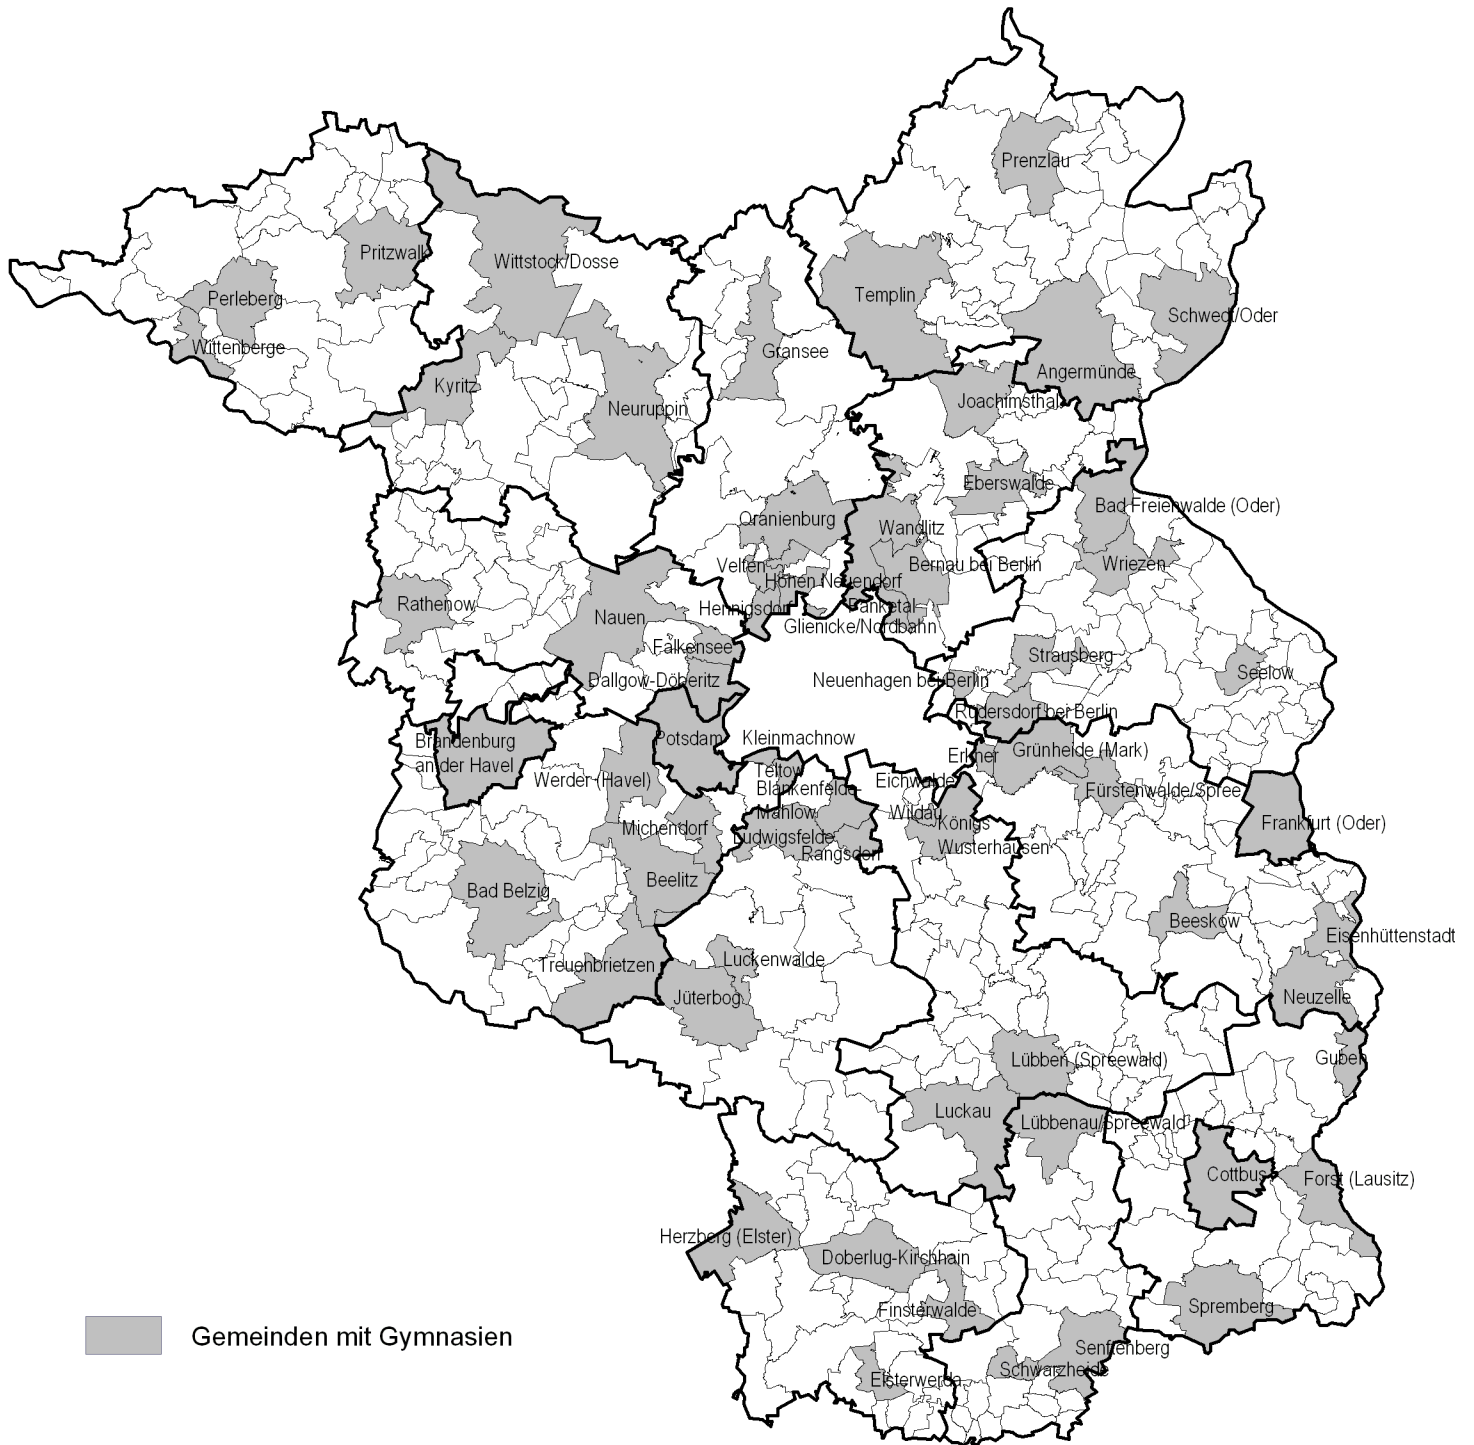 Prenzlau
Pritzwalk
Wittstock/Dosse
Perleberg
Templin
Schwedt/Oder
Wittenberge
Gransee
Angermünde
Kyritz
Joachimsthal
Neuruppin
Eberswalde
Bad Freienwalde (Oder)
Oranienburg
Wandlitz
Velten
Bernau bei Berlin
Wriezen
Hohen Neuendorf
Rathenow
Hennigsdorf
Panketal
Nauen
Glienicke/Nordbahn
Falkensee
Strausberg
Seelow
Dallgow-Döberitz
Neuenhagen bei Berlin
Rüdersdorf bei Berlin
Brandenburg
an der Havel
Potsdam
Kleinmachnow
Erkner
Grünheide (Mark)
Werder (Havel)
Teltow
Blankenfelde-
Mahlow
Eichwalde
Fürstenwalde/Spree
Wildau
Königs
Wusterhausen
Frankfurt (Oder)
Michendorf
Ludwigsfelde
Rangsdorf
Bad Belzig
Beelitz
Beeskow
Eisenhüttenstadt
Treuenbrietzen
Luckenwalde
Jüterbog
Neuzelle
Lübben (Spreewald)
Guben
Luckau
Lübbenau/Spreewald
Cottbus
Forst (Lausitz)
Herzberg (Elster)
Doberlug-Kirchhain
Finsterwalde
Spremberg
Gemeinden mit Gymnasien
Senftenberg
Schwarzheide
Elsterwerda